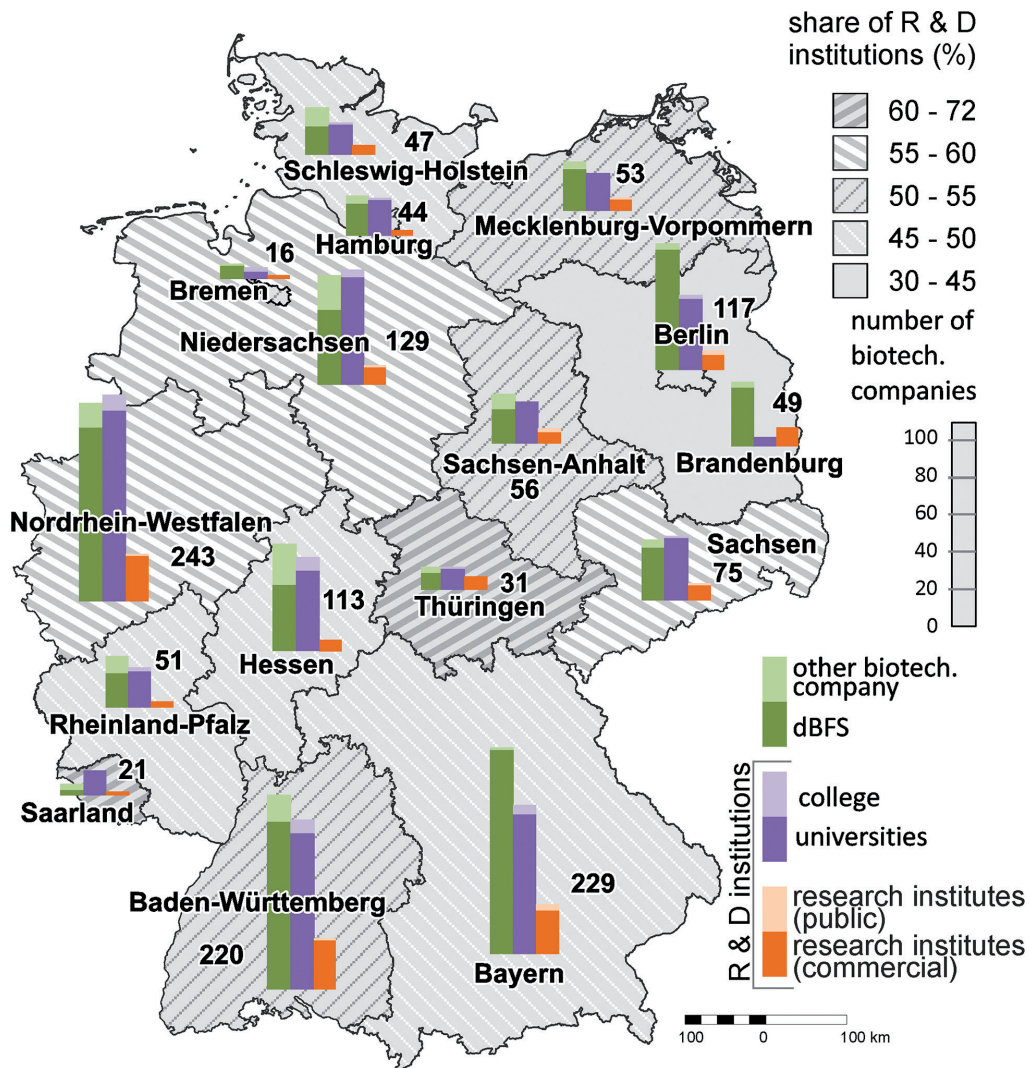 share of R & D
institutions (%)
60 - 72
55 - 60
50 - 55
45 - 50
30 - 45
number of
biotech.
companies
100
80
60
40
20
0
other biotech.
company
dBFS
R & D institutions
college
universities
research institutes
(public)
research institutes
(commercial)
100 0 100 km
47
Schleswig-Holstein
44
Hamburg
53
Mecklenburg-Vorpommern
16
Bremen
Niedersachsen 129
117
Berlin
49
Brandenburg
Sachsen-Anhalt
56
Nordrhein-Westfalen
243
Sachsen
75
31
Thüringen
113
Hessen
51
Rheinland-Pfalz
21
Saarland
Baden-Württemberg
220
229
Bayern